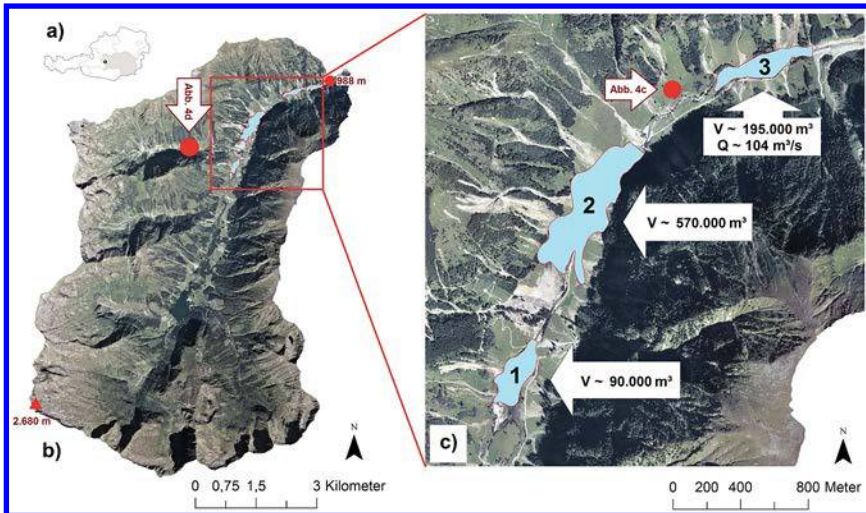 a)
Abb. 4d
988 m
2.680 m
b)
N
0 0,75 1,5 3 Kilometer
Abb. 4c
3
V ~ 195.000 m³
Q ~ 104 m³/s
2
V ~ 570.000 m³
1
V ~ 90.000 m³
c)
N
0 200 400 800 Meter